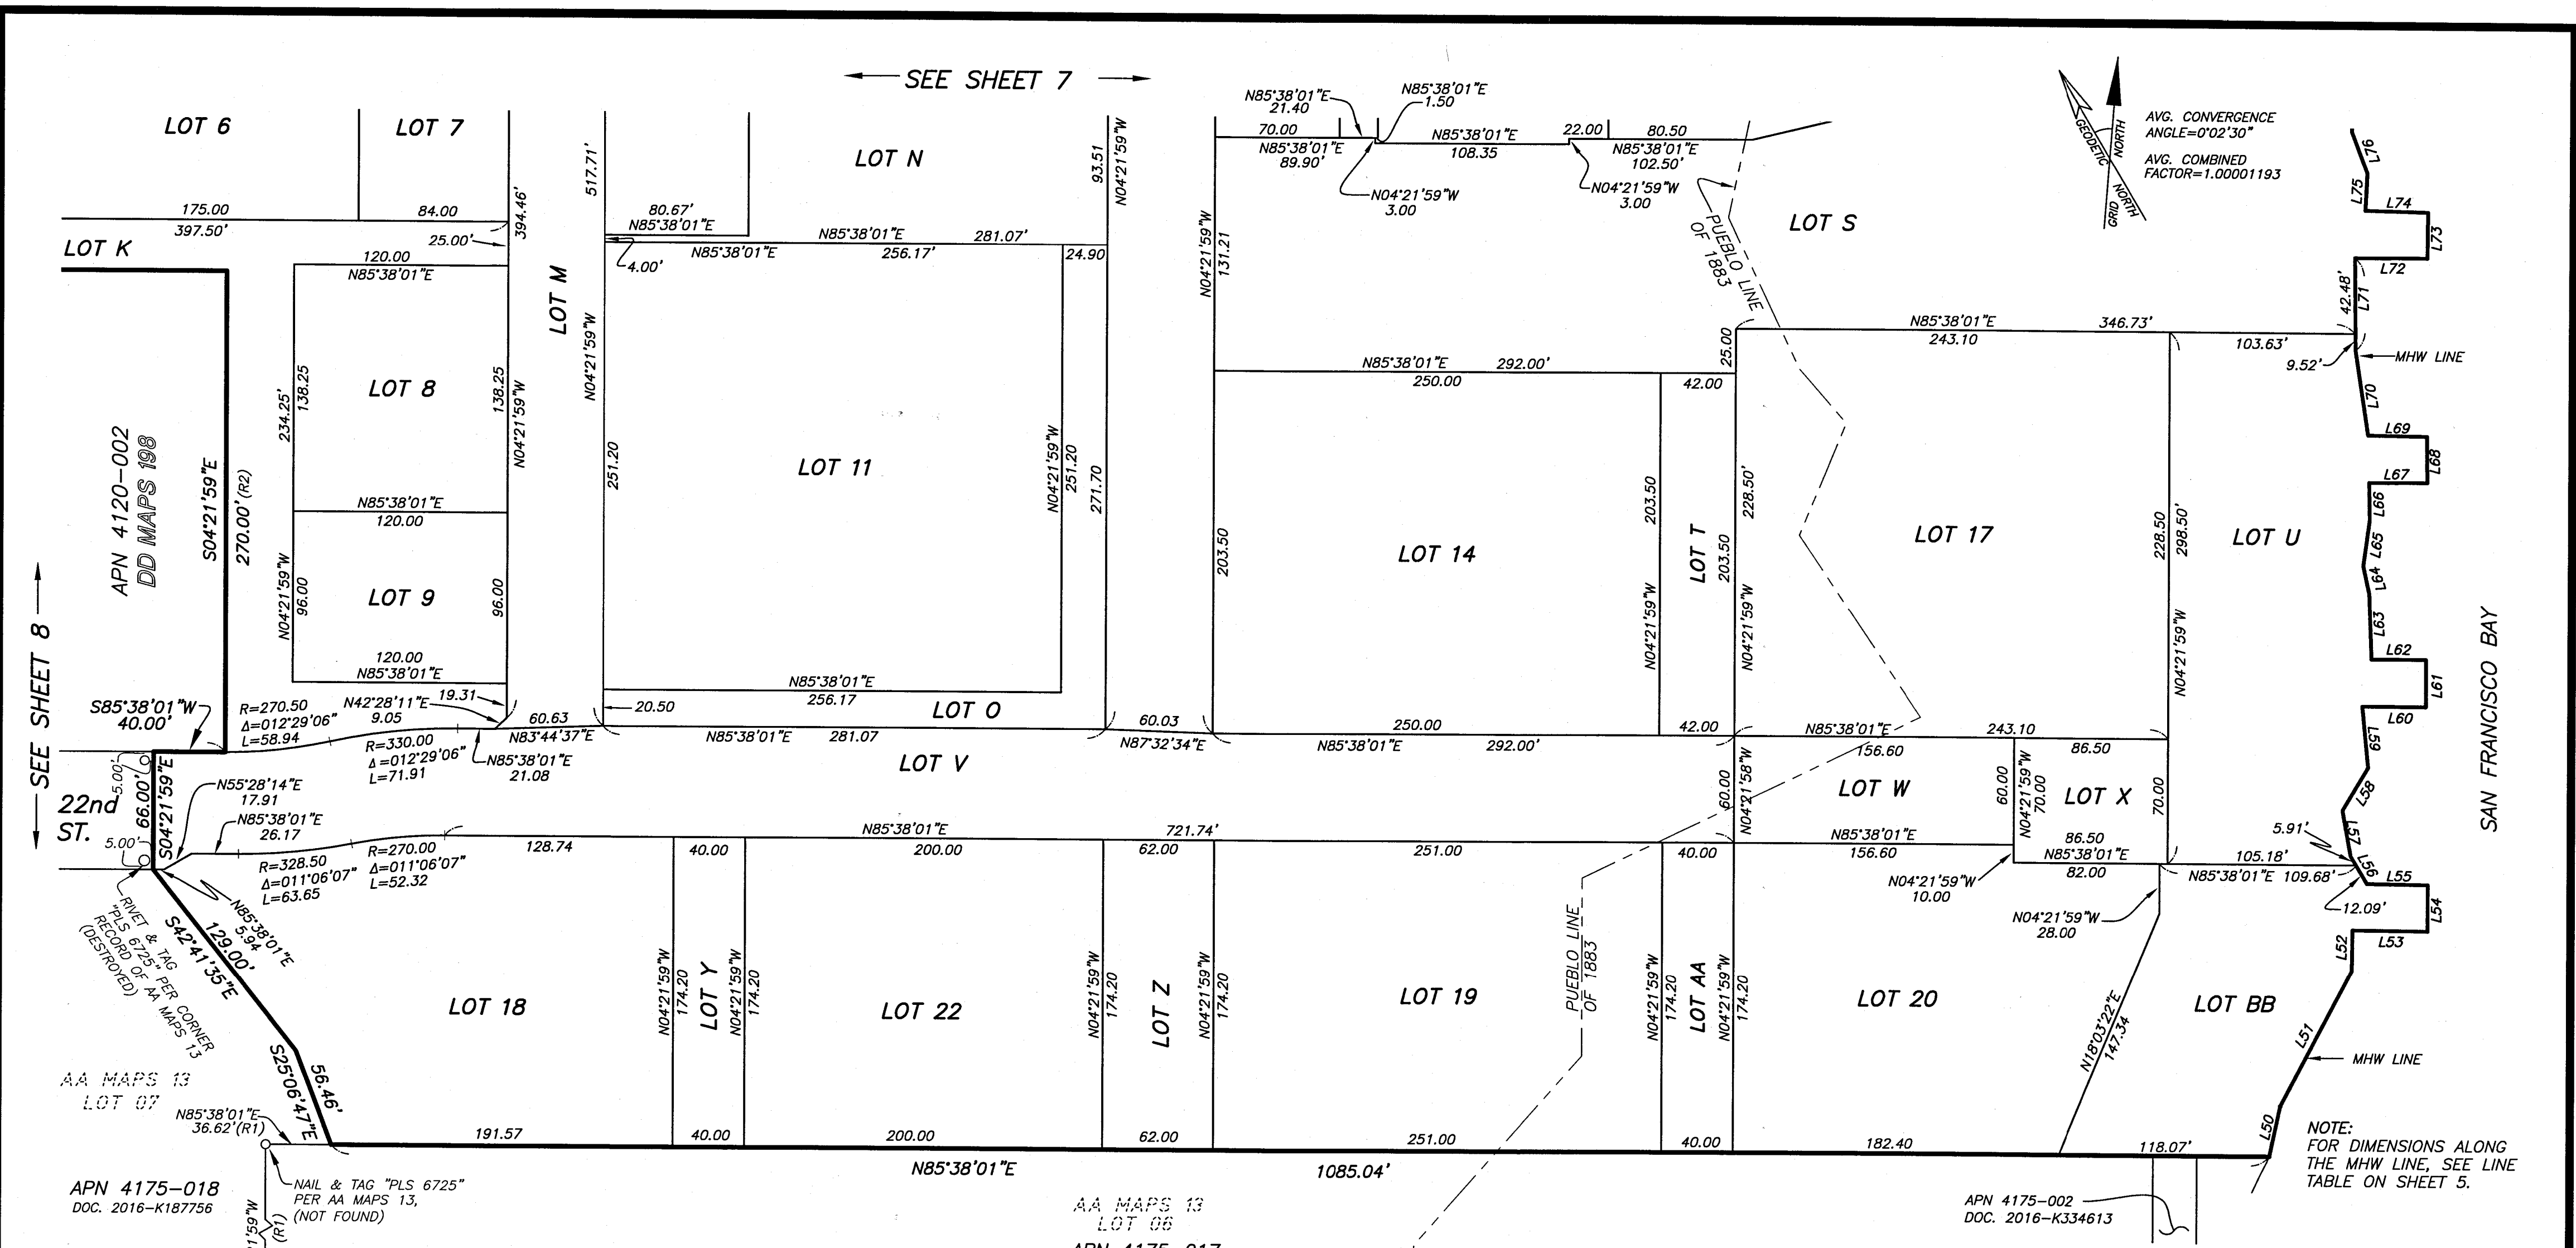 SEE SHEET 7
LOT 6
LOT 7
LOT N
N85°38'01"E
21.40
N85°38'01"E
1.50
70.00
N85°38'01"E
89.90'
N85°38'01"E
108.35
22.00
80.50
N85°38'01"E
102.50'
N04°21'59"W
3.00
N04°21'59"W
3.00
GEODETIC
NORTH
GRID NORTH
AVG. CONVERGENCE
ANGLE=0°02'30"
AVG. COMBINED
FACTOR=1.00001193
L76
L75
L74
L73
L72
L71
42.48'
175.00
397.50'
84.00
25.00'
394.46'
517.71'
80.67'
N85°38'01"E
4.00'
N85°38'01"E
281.07'
N85°38'01"E
256.17'
24.90
93.51
N04°21'59"W
N04°21'59"W
131.21
PUEBLO LINE
OF 1883
LOT S
LOT K
120.00
N85°38'01"E
LOT M
N85°38'01"E
346.73'
243.10
103.63'
9.52'
MHW LINE
N85°38'01"E
292.00'
250.00
42.00
25.00
L70
L69
L68
L67
L66
L65
L64
L63
L62
L61
L60
L59
L58
L57
L56
L55
L54
L53
L52
L51
L50
APN 4120-002
DD MAPS 198
S04°21'59"E
270.00' (R2)
234.25'
138.25
LOT 8
138.25
N04°21'59"W
N04°21'59"W
251.20
LOT 11
N04°21'59"W
251.20
271.70
203.50
LOT 14
203.50
N04°21'59"W
LOT T
228.50'
203.50
N04°21'59"W
LOT 17
228.50
298.50'
N04°21'59"W
LOT U
SAN FRANCISCO BAY
N85°38'01"E
120.00
N04°21'59"W
96.00
LOT 9
96.00
120.00
N85°38'01"E
SEE SHEET 8
S85°38'01"W
40.00'
R=270.50
Δ=012°29'06"
L=58.94
N42°28'11"E
9.05
19.31
R=330.00
Δ=012°29'06"
L=71.91
N85°38'01"E
21.08
60.63
N83°44'37"E
20.50
N85°38'01"E
256.17
LOT O
N85°38'01"E
281.07
60.03
N87°32'34"E
250.00
N85°38'01"E
292.00'
42.00
N85°38'01"E
243.10
156.60
86.50
LOT V
60.00
N04°21'58"W
LOT W
60.00
N04°21'59"W
70.00
LOT X
70.00
156.60
86.50
N85°38'01"E
82.00
5.91'
105.18'
N85°38'01"E
109.68'
12.09'
22nd
ST.
5.00'
66.00'
S04°21'59"E
5.00'
N55°28'14"E
17.91
N85°38'01"E
26.17
R=328.50
Δ=011°06'07"
L=63.65
R=270.00
Δ=011°06'07"
L=52.32
128.74
N85°38'01"E
721.74'
40.00
200.00
62.00
251.00
40.00
N04°21'59"W
10.00
N04°21'59"W
28.00
RIVET & TAG
"PLS 6725" PER CORNER
RECORD OF AA MAPS 13
(DESTROYED)
N85°38'01"E
5.94
129.00'
S42°41'35"E
LOT 18
N04°21'59"W
174.20
LOT Y
N04°21'59"W
174.20
LOT 22
N04°21'59"W
174.20
LOT Z
N04°21'59"W
174.20
LOT 19
PUEBLO LINE
OF 1883
N04°21'59"W
174.20
LOT AA
N04°21'59"W
174.20
LOT 20
N18°03'22"E
147.34
LOT BB
MHW LINE
56.46'
S25°06'47"E
AA MAPS 13
LOT 07
N85°38'01"E
36.62'(R1)
191.57
40.00
200.00
62.00
251.00
40.00
182.40
118.07'
N85°38'01"E
1085.04'
NOTE:
FOR DIMENSIONS ALONG
THE MHW LINE, SEE LINE
TABLE ON SHEET 5.
APN 4175-018
DOC. 2016-K187756
NAIL & TAG "PLS 6725"
PER AA MAPS 13,
(NOT FOUND)
1'59"W
(R1)
AA MAPS 13
LOT 06
APN 4175-017
APN 4175-002
DOC. 2016-K334613